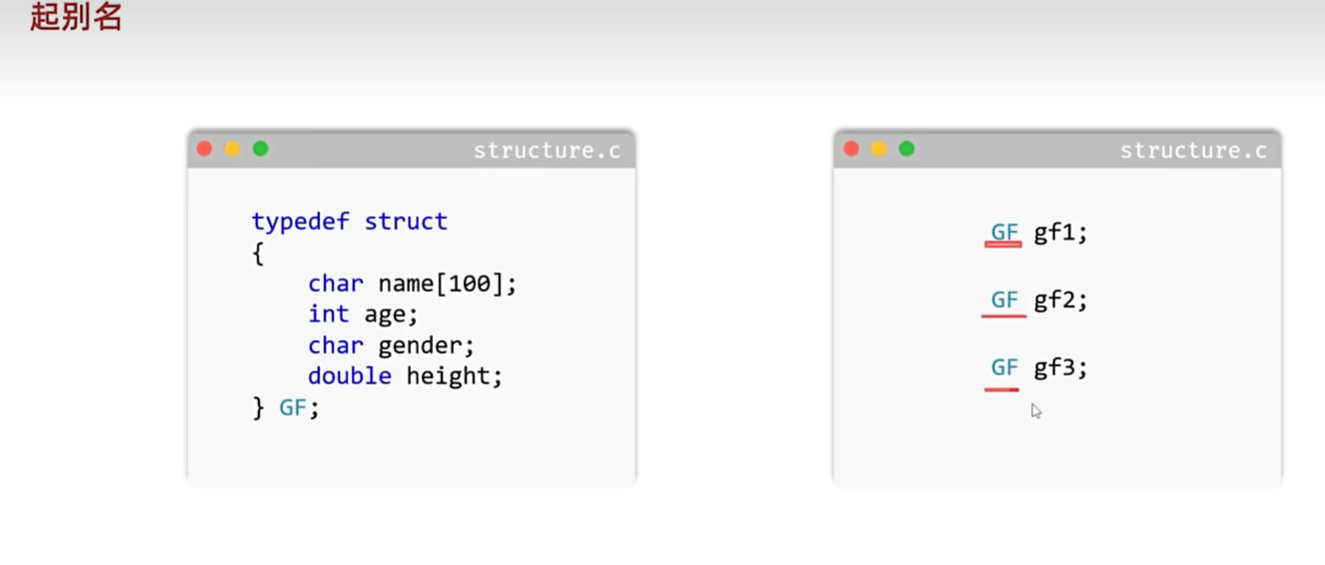 起别名
structure.c
typedef struct
{
    char name[100];
    int age;
    char gender;
    double height;
} GF;
structure.c
GF gf1;
GF gf2;
GF gf3;